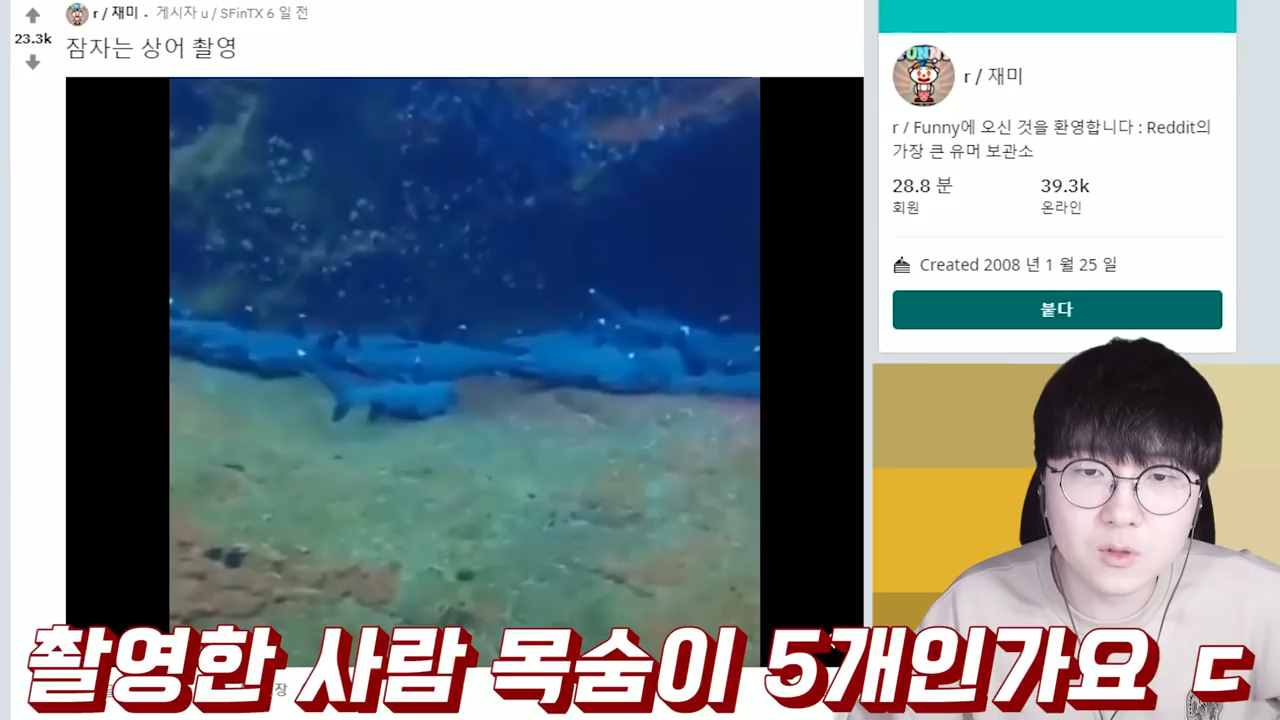 r / 재미 . 게시자 u / SFinTX 6 일 전
23.3k
잠자는 상어 촬영
FUNNY
r / 재미
r / Funny에 오신 것을 환영합니다 : Reddit의
가장 큰 유머 보관소
28.8 분
39.3k
회원
온라인
Created 2008 년 1 월 25 일
붙다
촬영한 사람 목숨이 5개인가요 ㄷ
장